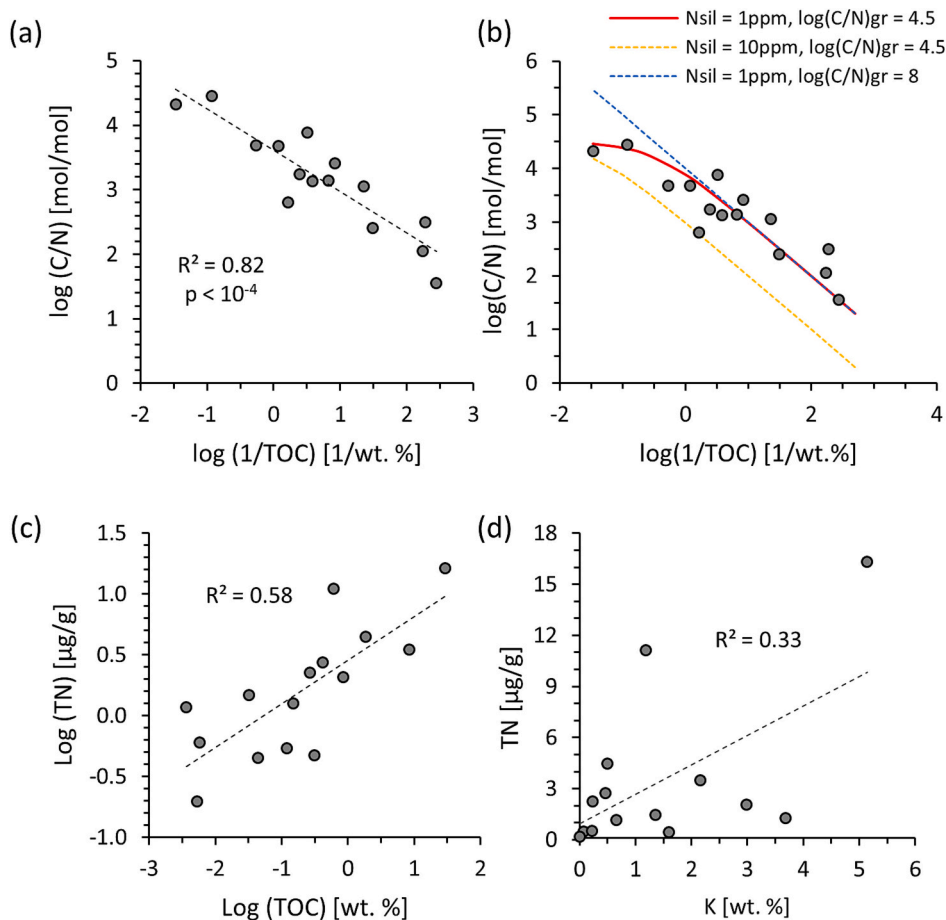 (a)
log (C/N) [mol/mol]
5
4
3
2
1
0
R² = 0.82
p < 10⁻⁴
-2
-1
0
1
2
3
log (1/TOC) [1/wt. %]
(b)
Nsil = 1ppm, log(C/N)gr = 4.5
Nsil = 10ppm, log(C/N)gr = 4.5
Nsil = 1ppm, log(C/N)gr = 8
log(C/N) [mol/mol]
6
5
4
3
2
1
0
-2
0
2
4
log(1/TOC) [1/wt. %]
(c)
Log (TN) [µg/g]
1.5
1.0
0.5
0.0
-0.5
-1.0
R² = 0.58
-3
-2
-1
0
1
2
Log (TOC) [wt. %]
(d)
TN [µg/g]
18
15
12
9
6
3
0
R² = 0.33
0
1
2
3
4
5
6
K [wt. %]